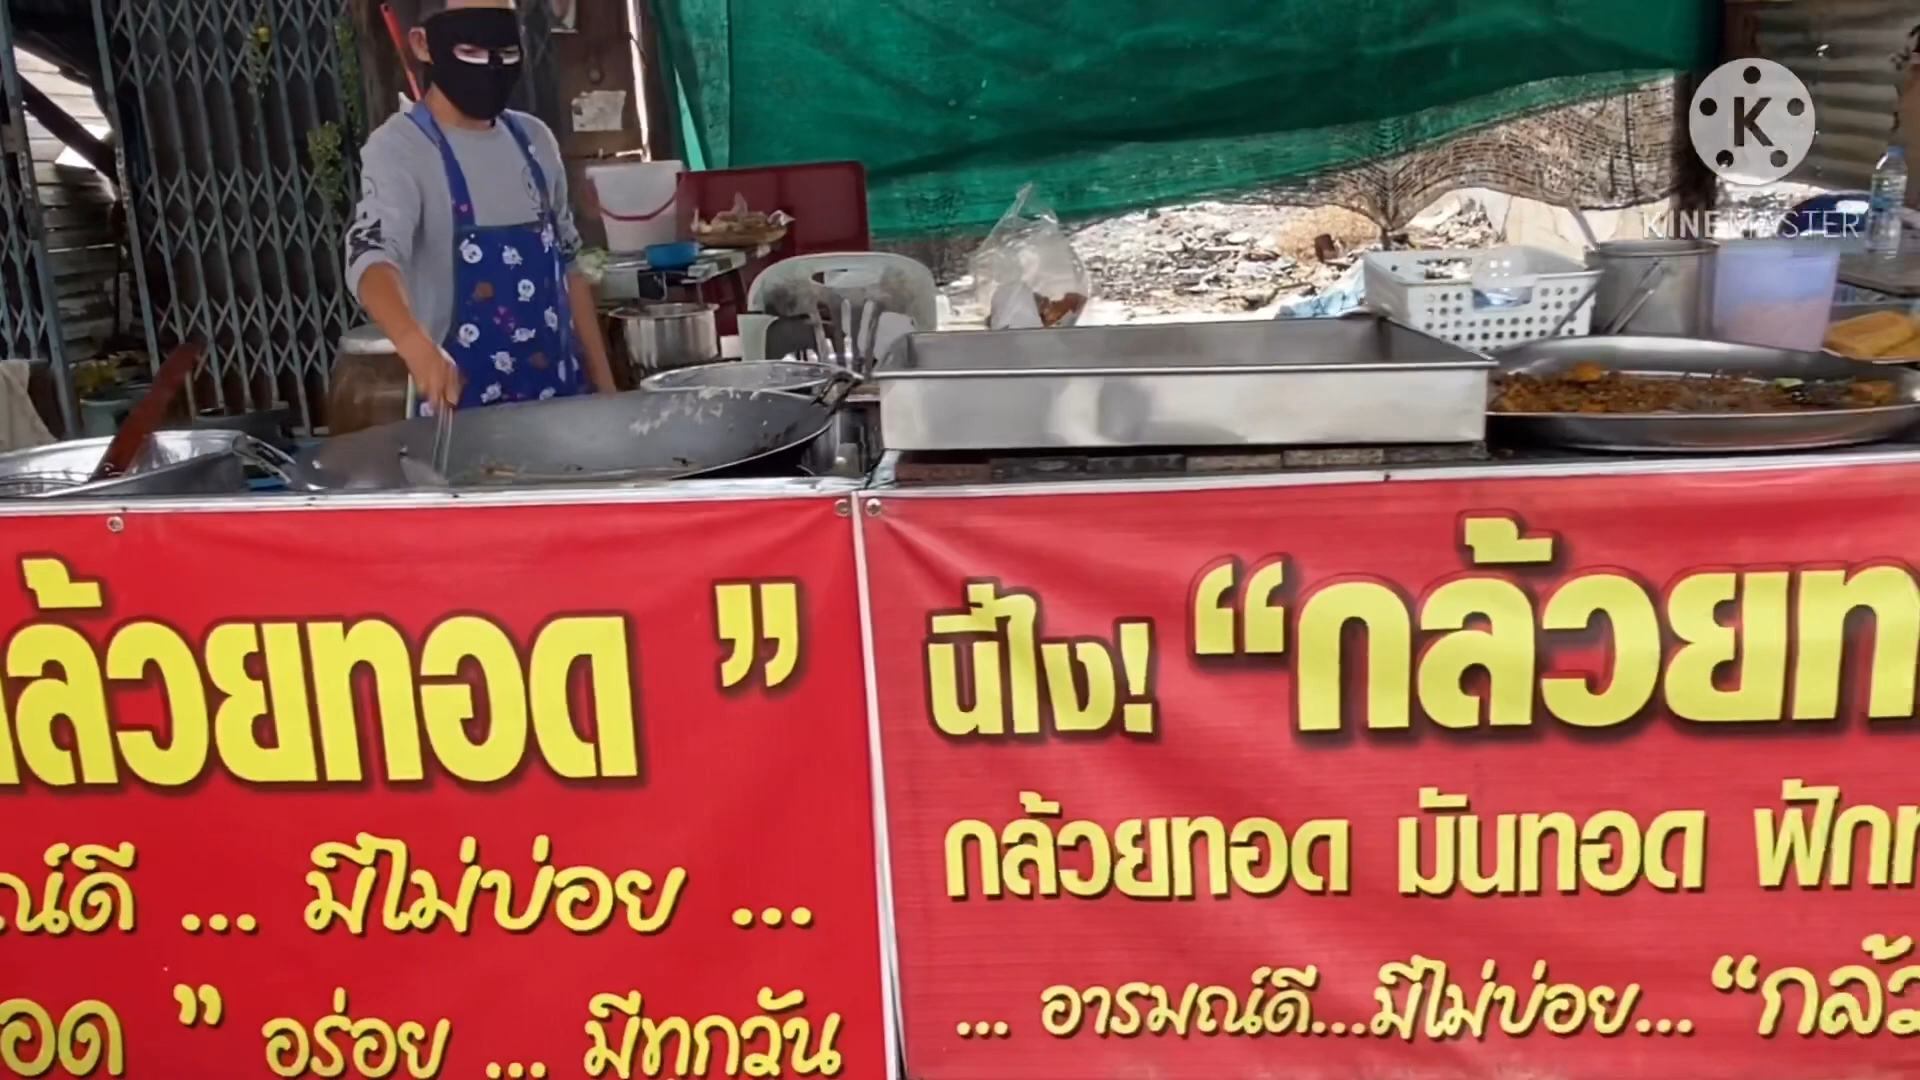 K
KINEMASTER
กล้วยทอด ”
ณ์ดี ... มีไม่บ่อย ...
อด ” อร่อย ... มีทุกวัน
นี่ไง! “กล้วยท
กล้วยทอด มันทอด ฟักท
... อารมณ์ดี...มีไม่บ่อย... “กล้ว